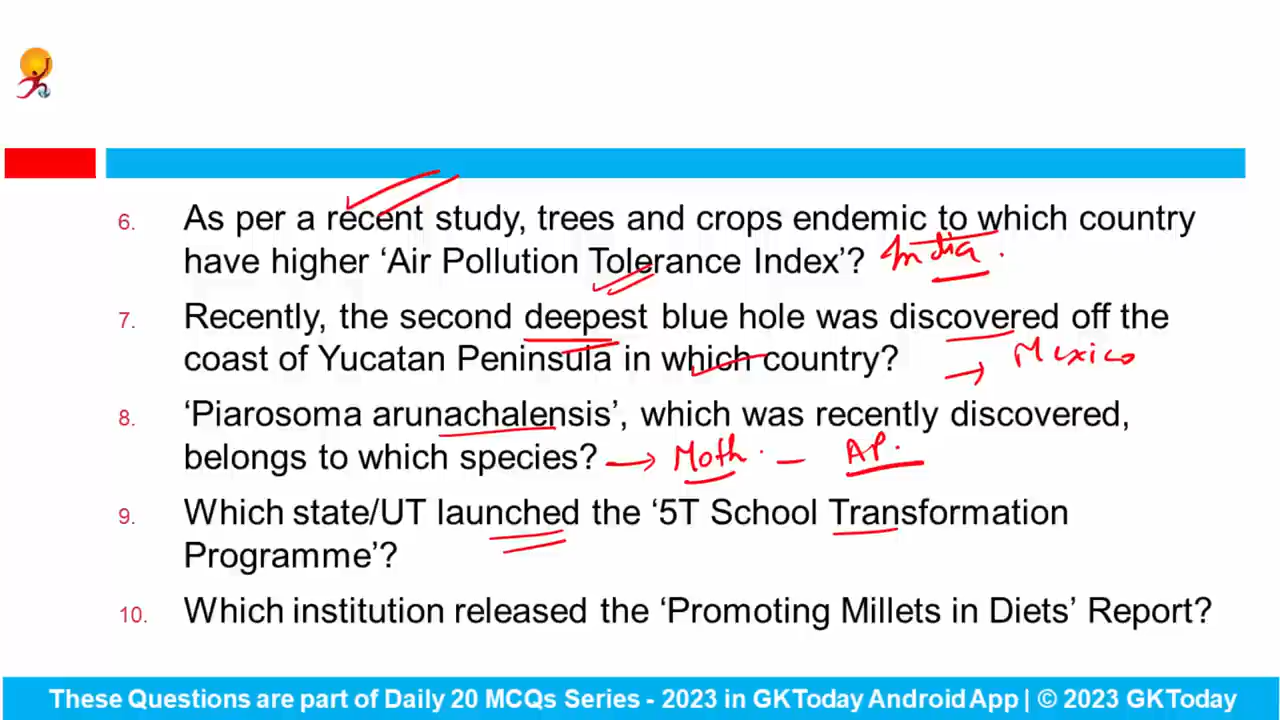 6. As per a recent study, trees and crops endemic to which country
have higher ‘Air Pollution Tolerance Index’? India.
7. Recently, the second deepest blue hole was discovered off the
coast of Yucatan Peninsula in which country? → Mexico
8. ‘Piarosoma arunachalensis’, which was recently discovered,
belongs to which species? → Moth. – AP.
9. Which state/UT launched the ‘5T School Transformation
Programme’?
10. Which institution released the ‘Promoting Millets in Diets’ Report?
These Questions are part of Daily 20 MCQs Series - 2023 in GKToday Android App | © 2023 GKToday